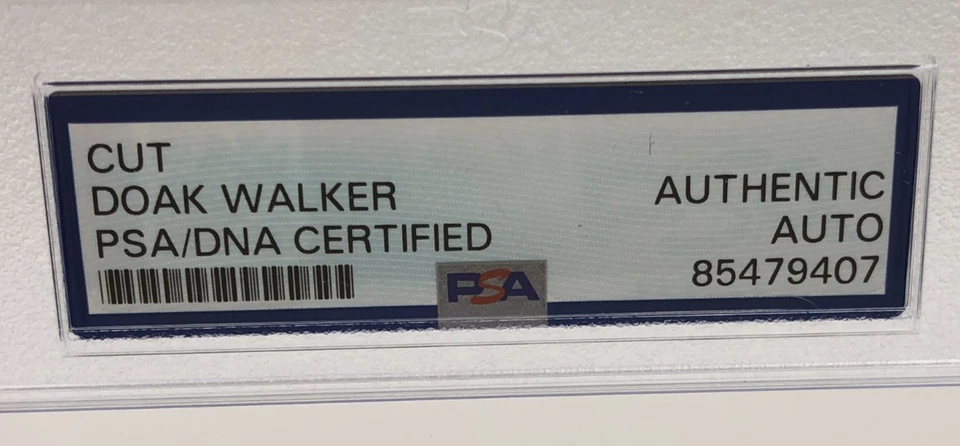 CUT
DOAK WALKER
PSA/DNA CERTIFIED
AUTHENTIC
AUTO
85479407
PSA